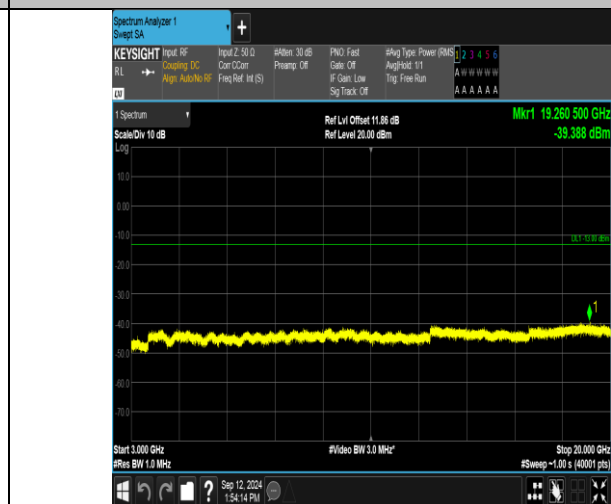 Spectrum Analyzer 1
Swept SA
+
KEYSIGHT
RL
Input: RF
Coupling: DC
Align: Auto/No RF
Input Z: 50 Ω
Corr CCorr
Freq Ref: Int (S)
#Atten: 30 dB
Preamp: Off
PNO: Fast
Gate: Off
IF Gain: Low
Sig Track: Off
#Avg Type: Power (RMS
Avg|Hold: 1/1
Trig: Free Run
1 2 3 4 5 6
A W W W W W
A A A A A A
LXI
1 Spectrum
Scale/Div 10 dB
Log
Ref Lvl Offset 11.86 dB
Ref Level 20.00 dBm
Mkr1 19.260 500 GHz
-39.388 dBm
10.0
0.00
-10.0
DL1 -13.00 dBm
-20.0
-30.0
1
-40.0
-50.0
-60.0
-70.0
Start 3.000 GHz
#Res BW 1.0 MHz
#Video BW 3.0 MHz*
Stop 20.000 GHz
#Sweep ~1.00 s (40001 pts)
?
Sep 12, 2024
1:54:14 PM